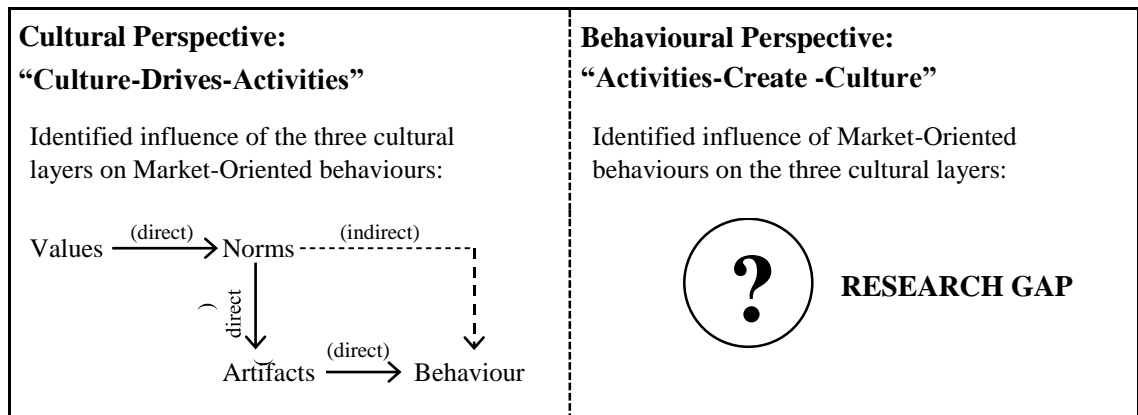 Cultural Perspective:
“Culture-Drives-Activities”
Identified influence of the three cultural
layers on Market-Oriented behaviours:
Values (direct) Norms (indirect)
(direct)
Artifacts (direct) Behaviour
Behavioural Perspective:
“Activities-Create -Culture”
Identified influence of Market-Oriented
behaviours on the three cultural layers:
? RESEARCH GAP